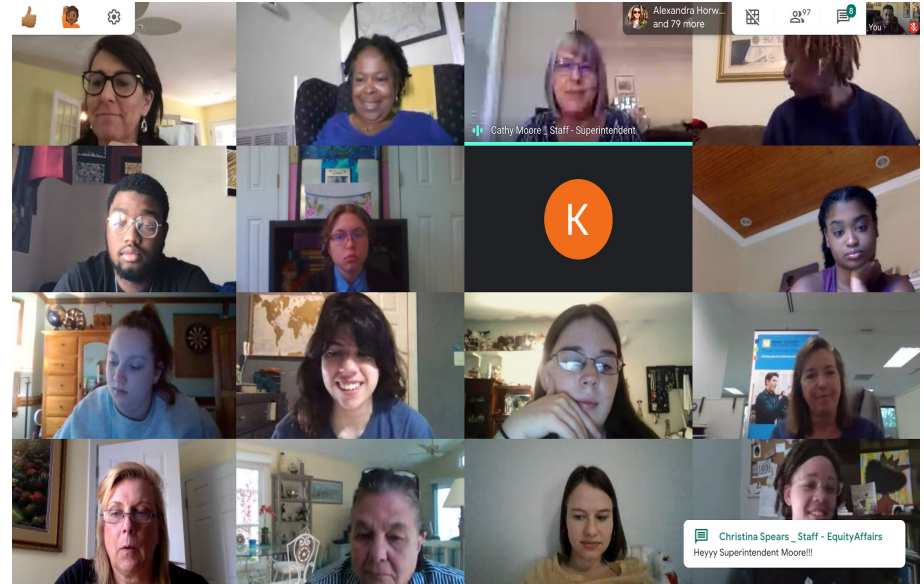 Alexandra Horw...
and 79 more
97
8
You
Cathy Moore _ Staff - Superintendent
K
Christina Spears _ Staff - EquityAffairs
Heyyy Superintendent Moore!!!